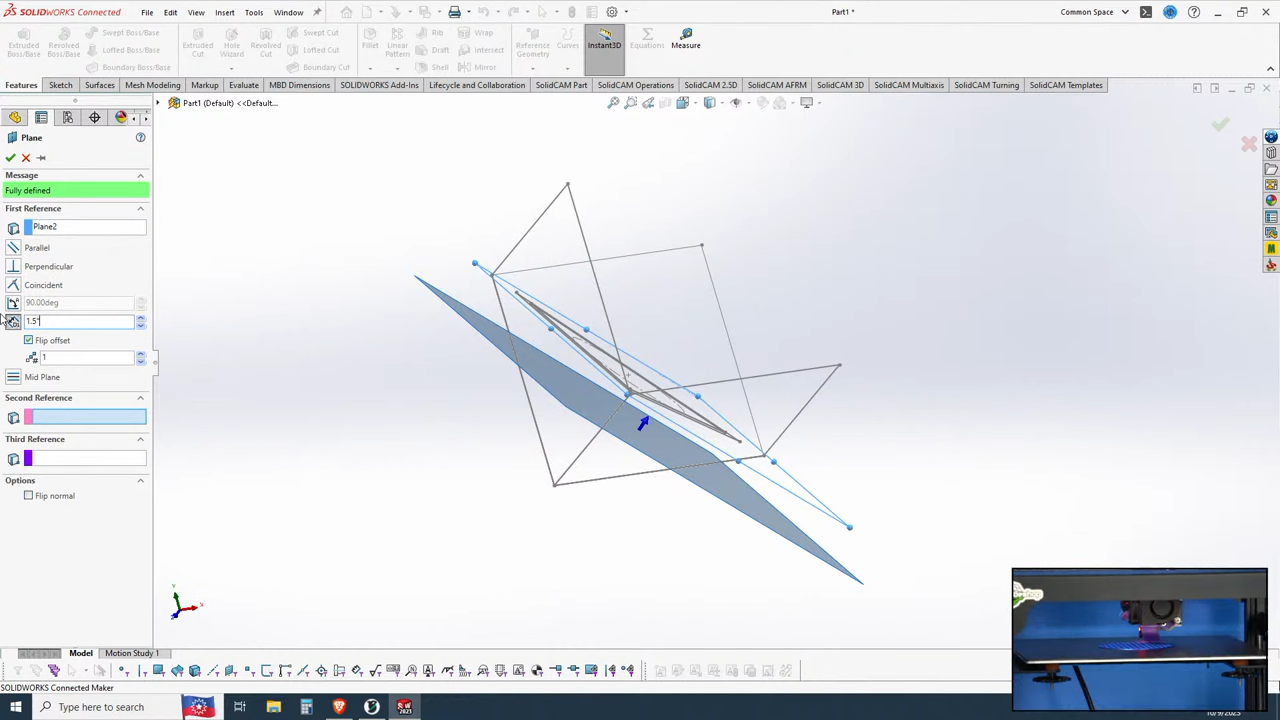 SOLIDWORKS Connected
File Edit View Insert Tools Window
Part1 *
Common Space
Extruded Boss/Base
Revolved Boss/Base
Swept Boss/Base
Lofted Boss/Base
Boundary Boss/Base
Extruded Cut
Hole Wizard
Revolved Cut
Swept Cut
Lofted Cut
Boundary Cut
Fillet
Linear Pattern
Rib
Draft
Shell
Wrap
Intersect
Mirror
Reference Geometry
Curves
Instant3D
Equations
Measure
Features Sketch Surfaces Mesh Modeling Markup Evaluate MBD Dimensions SOLIDWORKS Add-Ins Lifecycle and Collaboration SolidCAM Part SolidCAM Operations SolidCAM 2.5D SolidCAM AFRM SolidCAM 3D SolidCAM Multiaxis SolidCAM Turning SolidCAM Templates
Part1 (Default) <<Default...
Plane
Message
Fully defined
First Reference
Plane2
Parallel
Perpendicular
Coincident
90.00deg
1.5"
Flip offset
1
Mid Plane
Second Reference
Third Reference
Options
Flip normal
Y
X
Z
Model Motion Study 1
SOLIDWORKS Connected Maker
Type here to search
10/9/2023